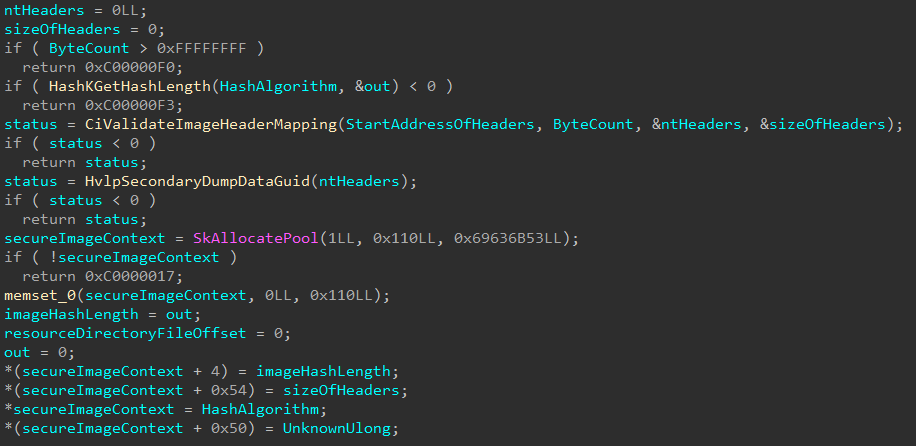 ntHeaders = 0LL;
sizeOfHeaders = 0;
if ( ByteCount > 0xFFFFFFFF )
  return 0xC00000F0;
if ( HashKGetHashLength(HashAlgorithm, &out) < 0 )
  return 0xC00000F3;
status = CiValidateImageHeaderMapping(StartAddressOfHeaders, ByteCount, &ntHeaders, &sizeOfHeaders);
if ( status < 0 )
  return status;
status = HvlpSecondaryDumpDataGuid(ntHeaders);
if ( status < 0 )
  return status;
secureImageContext = SkAllocatePool(1LL, 0x110LL, 0x69636B53LL);
if ( !secureImageContext )
  return 0xC0000017;
memset_0(secureImageContext, 0LL, 0x110LL);
imageHashLength = out;
resourceDirectoryFileOffset = 0;
out = 0;
*(secureImageContext + 4) = imageHashLength;
*(secureImageContext + 0x54) = sizeOfHeaders;
*secureImageContext = HashAlgorithm;
*(secureImageContext + 0x50) = UnknownUlong;